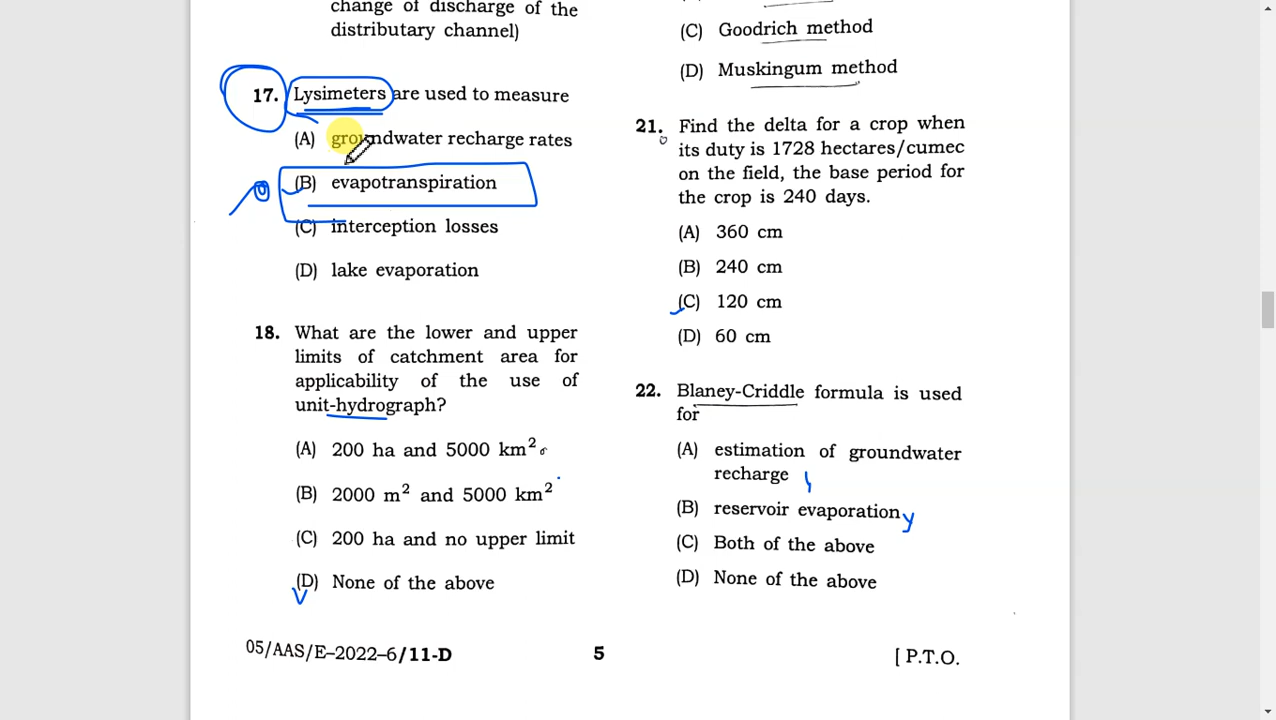 change of discharge of the
distributary channel)
17. Lysimeters are used to measure
(A) groundwater recharge rates
(B) evapotranspiration
(C) interception losses
(D) lake evaporation
18. What are the lower and upper
limits of catchment area for
applicability of the use of
unit-hydrograph?
(A) 200 ha and 5000 km²
(B) 2000 m² and 5000 km²
(C) 200 ha and no upper limit
(D) None of the above
(C) Goodrich method
(D) Muskingum method
21. Find the delta for a crop when
its duty is 1728 hectares/cumec
on the field, the base period for
the crop is 240 days.
(A) 360 cm
(B) 240 cm
(C) 120 cm
(D) 60 cm
22. Blaney-Criddle formula is used
for
(A) estimation of groundwater
recharge
(B) reservoir evaporation
(C) Both of the above
(D) None of the above
05/AAS/E–2022–6/11-D
5
[ P.T.O.